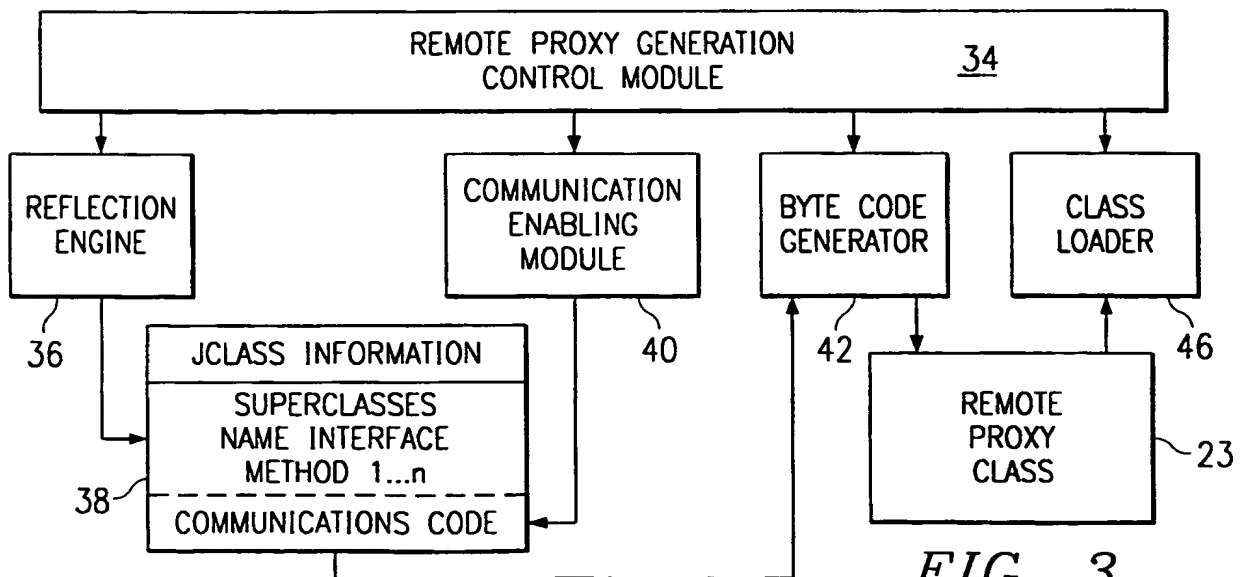 REMOTE PROXY GENERATION
CONTROL MODULE
34
REFLECTION
ENGINE
COMMUNICATION
ENABLING
MODULE
BYTE CODE
GENERATOR
CLASS
LOADER
36
40
42
46
JCLASS INFORMATION
SUPERCLASSES
NAME INTERFACE
METHOD 1...n
38
COMMUNICATIONS CODE
REMOTE
PROXY
CLASS
23
FIG. 3